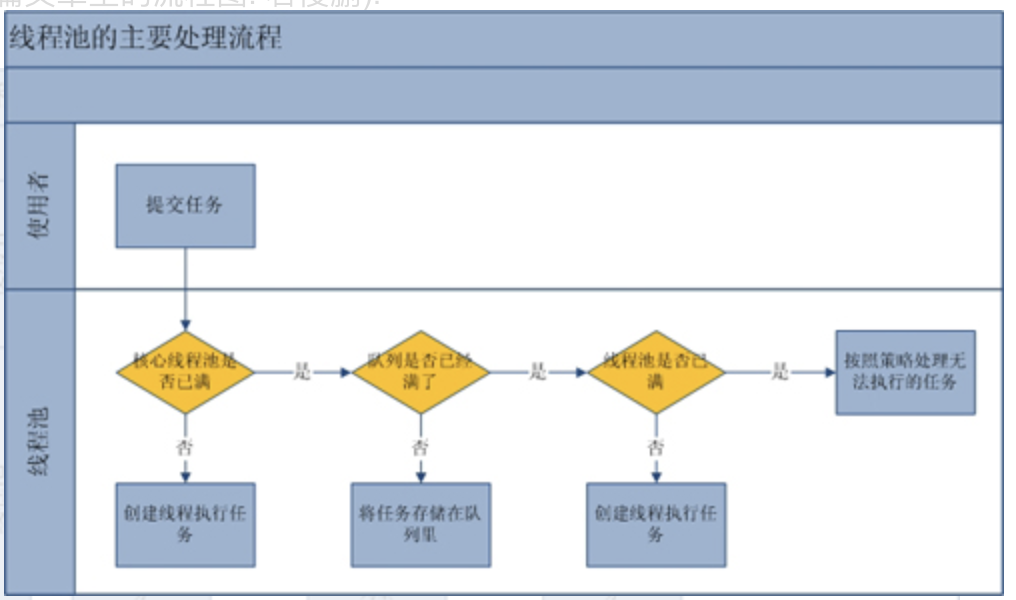 线程池的主要处理流程
使用者
提交任务
线程池
核心线程池是
否已满
是
队列是否已经
满了
是
线程池是否已
满
是
按照策略处理无
法执行的任务
否
否
否
创建线程执行任
务
将任务存储在队
列里
创建线程执行任
务